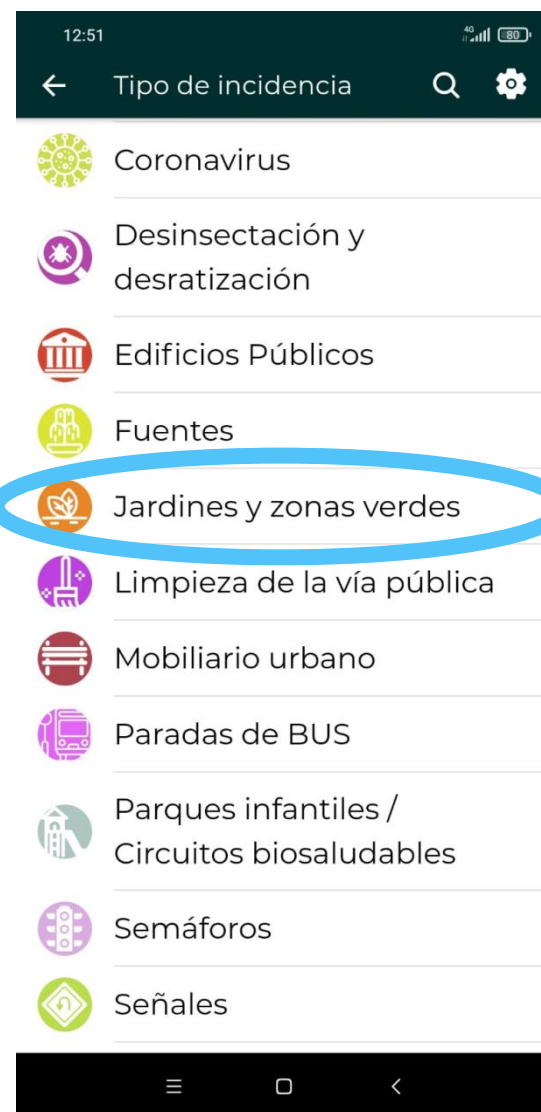 12:51
4G
80
Tipo de incidencia
Coronavirus
Desinsectación y
desratización
Edificios Públicos
Fuentes
Jardines y zonas verdes
Limpieza de la vía pública
Mobiliario urbano
Paradas de BUS
Parques infantiles /
Circuitos biosaludables
Semáforos
Señales